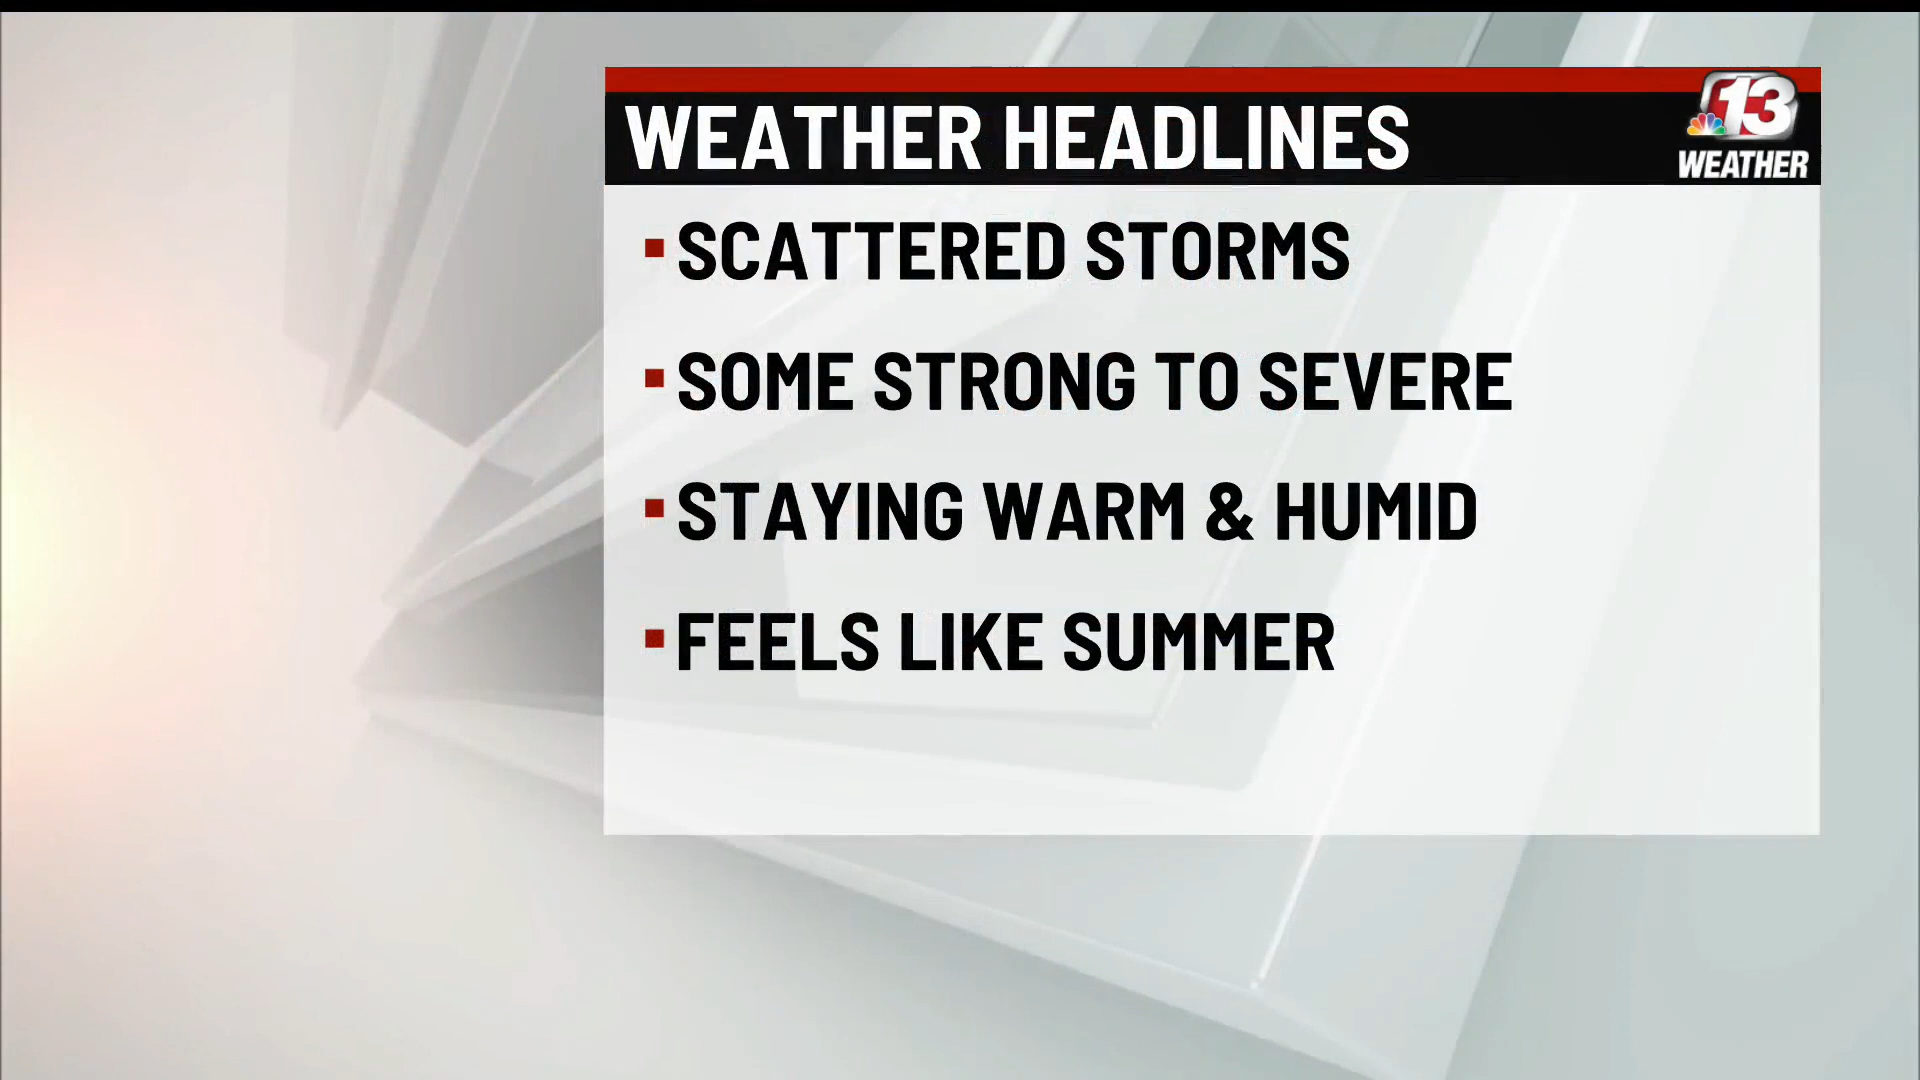 WEATHER HEADLINES
13
WEATHER
SCATTERED STORMS
SOME STRONG TO SEVERE
STAYING WARM & HUMID
FEELS LIKE SUMMER